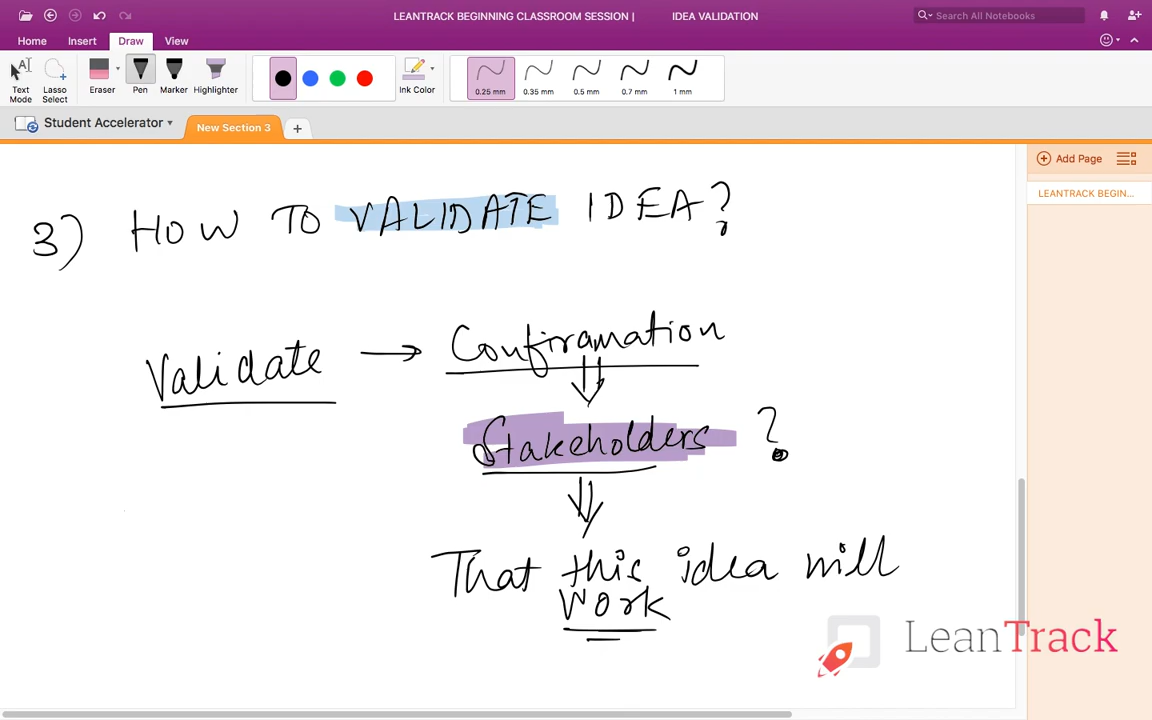 LEANTRACK BEGINNING CLASSROOM SESSION | IDEA VALIDATION
Search All Notebooks
Home Insert Draw View
Text Mode
Lasso Select
Eraser
Pen
Marker
Highlighter
Ink Color
0.25 mm
0.35 mm
0.5 mm
0.7 mm
1 mm
Student Accelerator
New Section 3
+
Add Page
LEANTRACK BEGIN...
3) HOW TO VALIDATE IDEA?
Validate → Confiramation
Stakeholders ?
That this idea will
Work
LeanTrack